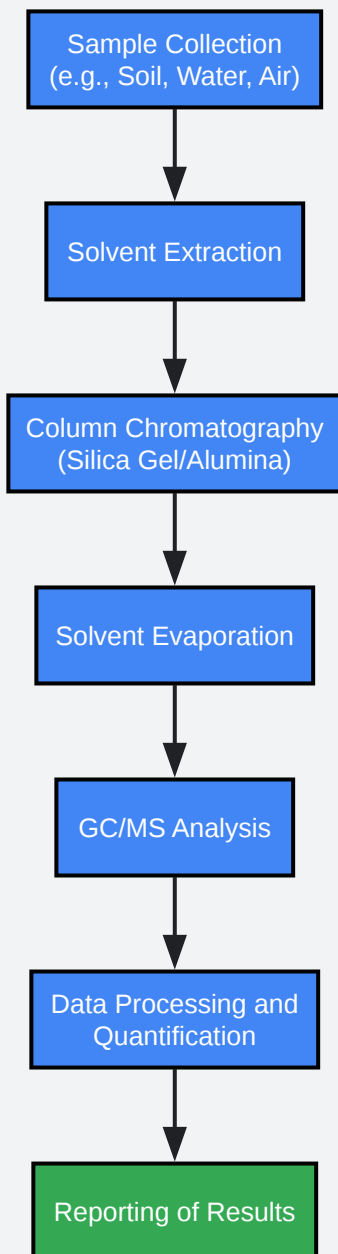 Sample Collection
(e.g., Soil, Water, Air)
Solvent Extraction
Column Chromatography
(Silica Gel/Alumina)
Solvent Evaporation
GC/MS Analysis
Data Processing and
Quantification
Reporting of Results